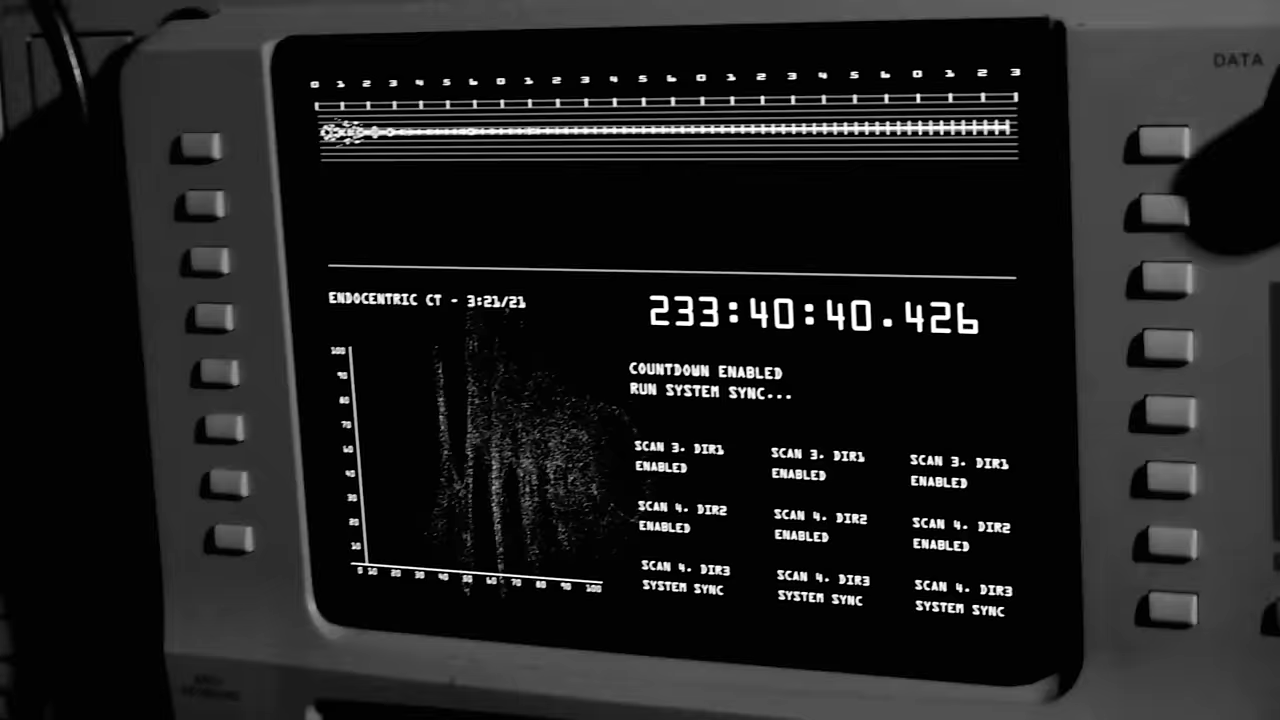 DATA
0 1 2 3 4 5 6 0 1 2 3 4 5 6 0 1 2 3 4 5 6 0 1 2 3
ENDOCENTRIC CT - 3:21/21
233:40:40.426
COUNTDOWN ENABLED
RUN SYSTEM SYNC...
100
90
80
70
60
40
30
20
10
0 10 20 30 40 50 60 70 80 90 100
SCAN 3. DIR1 SCAN 3. DIR1 SCAN 3. DIR1
ENABLED ENABLED ENABLED
SCAN 4. DIR2 SCAN 4. DIR2 SCAN 4. DIR2
ENABLED ENABLED ENABLED
SCAN 4. DIR3 SCAN 4. DIR3 SCAN 4. DIR3
SYSTEM SYNC SYSTEM SYNC SYSTEM SYNC